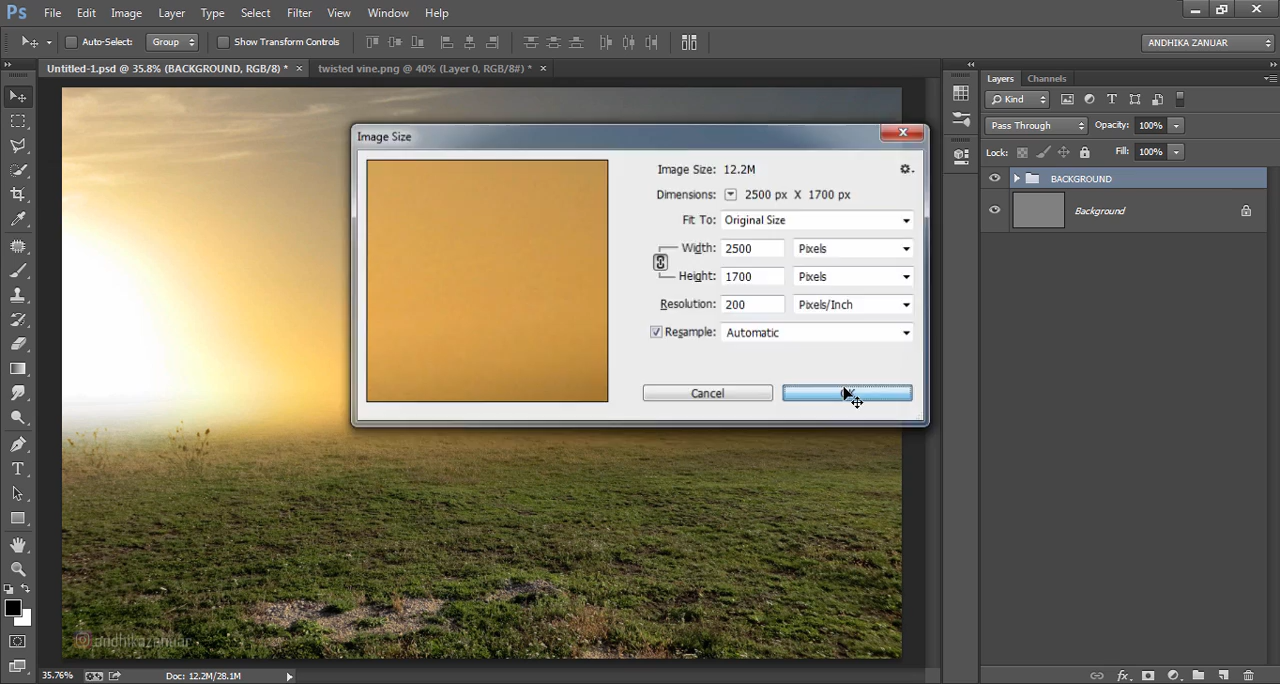 Ps File Edit Image Layer Type Select Filter View Window Help
Auto-Select: Group Show Transform Controls ANDHIKA ZANUAR
Untitled-1.psd @ 35.8% (BACKGROUND, RGB/8) * × twisted vine.png @ 40% (Layer 0, RGB/8#) * ×
Layers Channels
Kind
Pass Through Opacity: 100%
Lock: Fill: 100%
BACKGROUND
Background
Image Size
Image Size: 12.2M
Dimensions: 2500 px X 1700 px
Fit To: Original Size
Width: 2500 Pixels
Height: 1700 Pixels
Resolution: 200 Pixels/Inch
Resample: Automatic
Cancel
andhikazanuar
35.76% Doc: 12.2M/28.1M